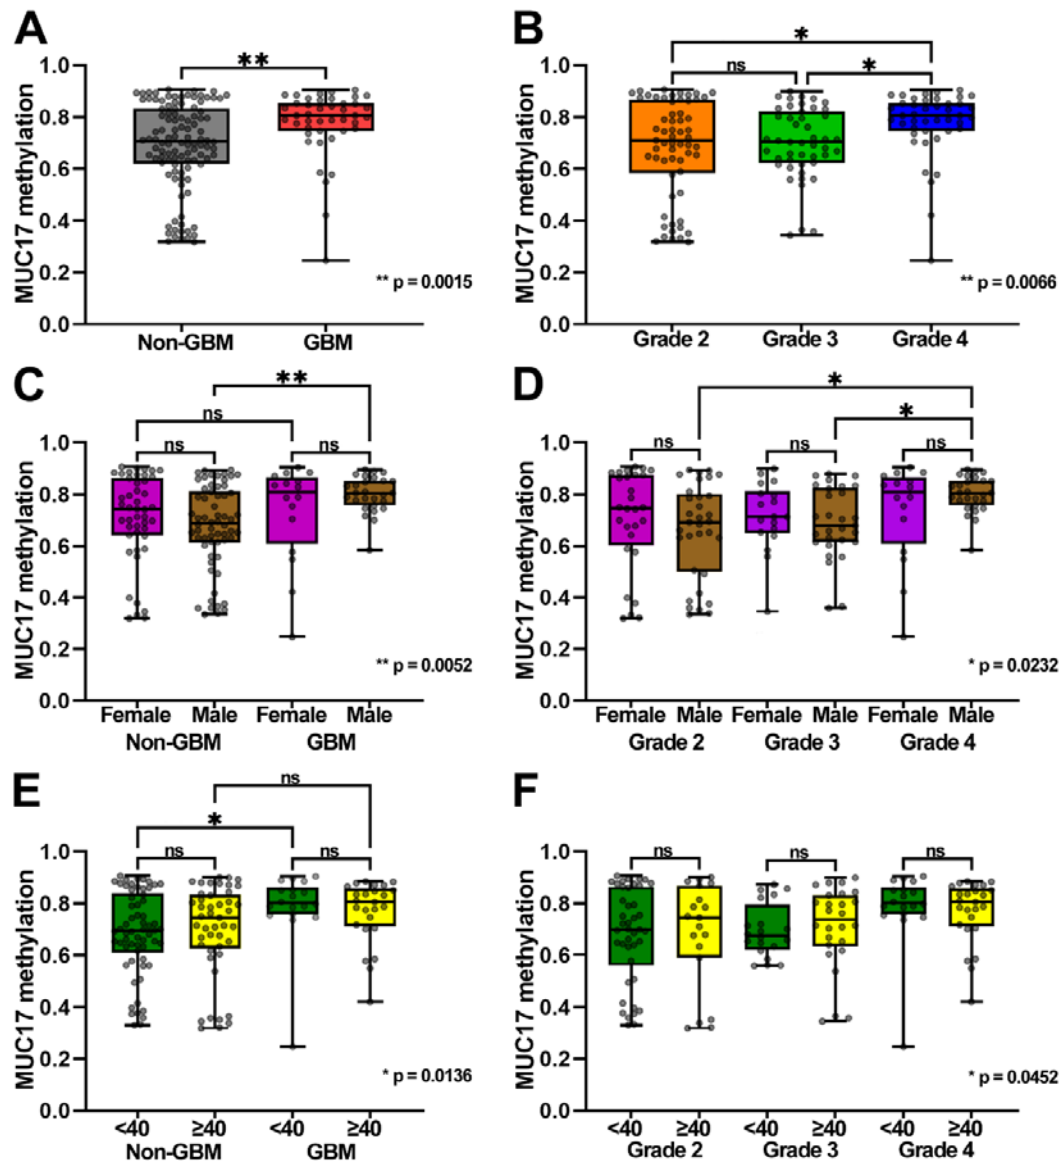 A
**
1.0
0.8
0.6
0.4
0.2
0.0
MUC17 methylation
** p = 0.0015
Non-GBM GBM
B
*
ns *
1.0
0.8
0.6
0.4
0.2
0.0
MUC17 methylation
** p = 0.0066
Grade 2 Grade 3 Grade 4
C
**
ns
ns ns
1.0
0.8
0.6
0.4
0.2
0.0
MUC17 methylation
** p = 0.0052
Female Male Female Male
Non-GBM GBM
D
*
*
ns ns ns
1.0
0.8
0.6
0.4
0.2
0.0
MUC17 methylation
* p = 0.0232
Female Male Female Male Female Male
Grade 2 Grade 3 Grade 4
E
ns
*
ns ns
1.0
0.8
0.6
0.4
0.2
0.0
MUC17 methylation
* p = 0.0136
<40 ≥40 <40 ≥40
Non-GBM GBM
F
ns ns ns
1.0
0.8
0.6
0.4
0.2
0.0
MUC17 methylation
* p = 0.0452
<40 ≥40 <40 ≥40 <40 ≥40
Grade 2 Grade 3 Grade 4